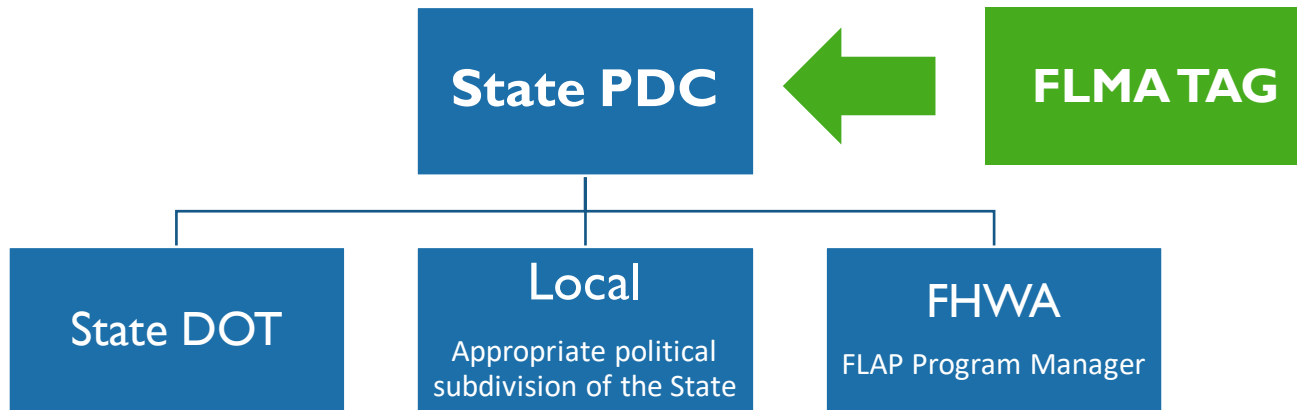 State PDC
FLMA TAG
State DOT
Local
Appropriate political
subdivision of the State
FHWA
FLAP Program Manager